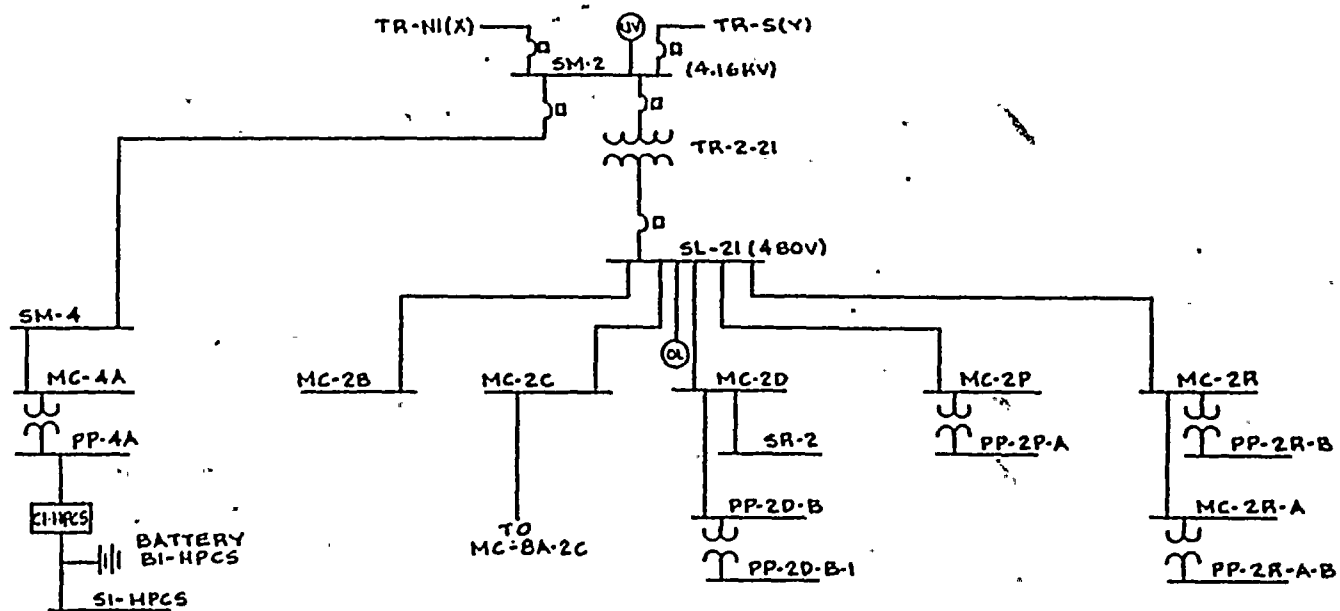 TR-N1(X)
UV
TR-S(Y)
SM-2
(4.16KV)
TR-2-21
SL-21 (480V)
SM-4
OL
MC-4A
MC-2B
MC-2C
MC-2D
MC-2P
MC-2R
PP-4A
SR-2
PP-2P-A
PP-2R-B
C1-HPCS
BATTERY
B1-HPCS
TO
MC-8A-2C
PP-2D-B
MC-2R-A
S1-HPCS
PP-2D-B-1
PP-2R-A-B